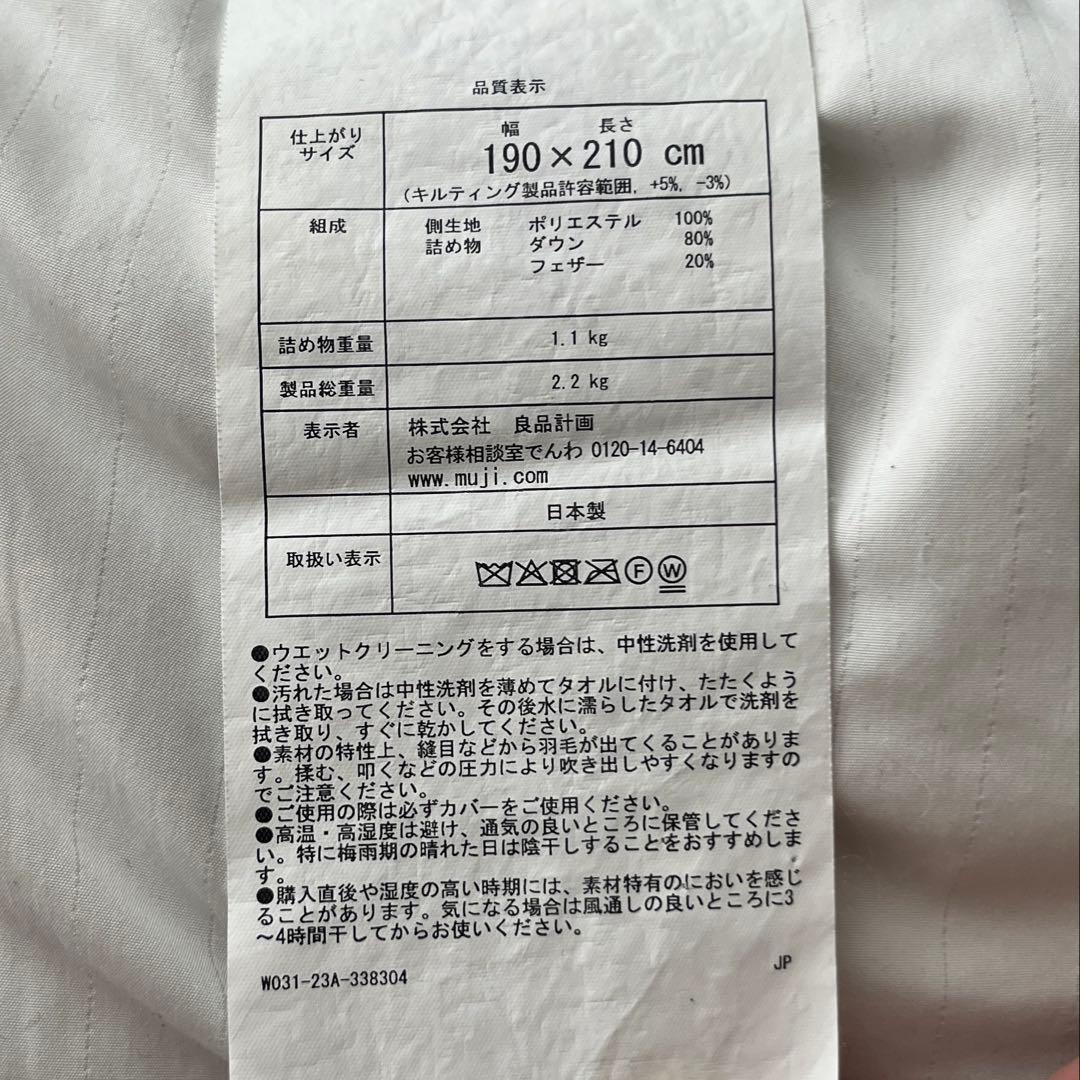 品質表示
仕上がり
サイズ
幅 長さ
190×210 cm
(キルティング製品許容範囲, +5%, -3%)
組成
側生地 ポリエステル 100%
詰め物 ダウン 80%
フェザー 20%
詰め物重量 1.1 kg
製品総重量 2.2 kg
表示者
株式会社 良品計画
お客様相談室でんわ 0120-14-6404
www.muji.com
日本製
取扱い表示
F W
●ウエットクリーニングをする場合は、中性洗剤を使用して
ください。
●汚れた場合は中性洗剤を薄めてタオルに付け、たたくよう
に拭き取ってください。その後水に濡らしたタオルで洗剤を
拭き取り、すぐに乾かしてください。
●素材の特性上、縫目などから羽毛が出てくることがありま
す。揉む、叩くなどの圧力により吹き出しやすくなりますの
でご注意ください。
●ご使用の際は必ずカバーをご使用ください。
●高温・高湿度は避け、通気の良いところに保管してくださ
い。特に梅雨期の晴れた日は陰干しすることをおすすめしま
す。
●購入直後や湿度の高い時期には、素材特有のにおいを感じ
ることがあります。気になる場合は風通しの良いところに3
～4時間干してからお使いください。
W031-23A-338304
JP